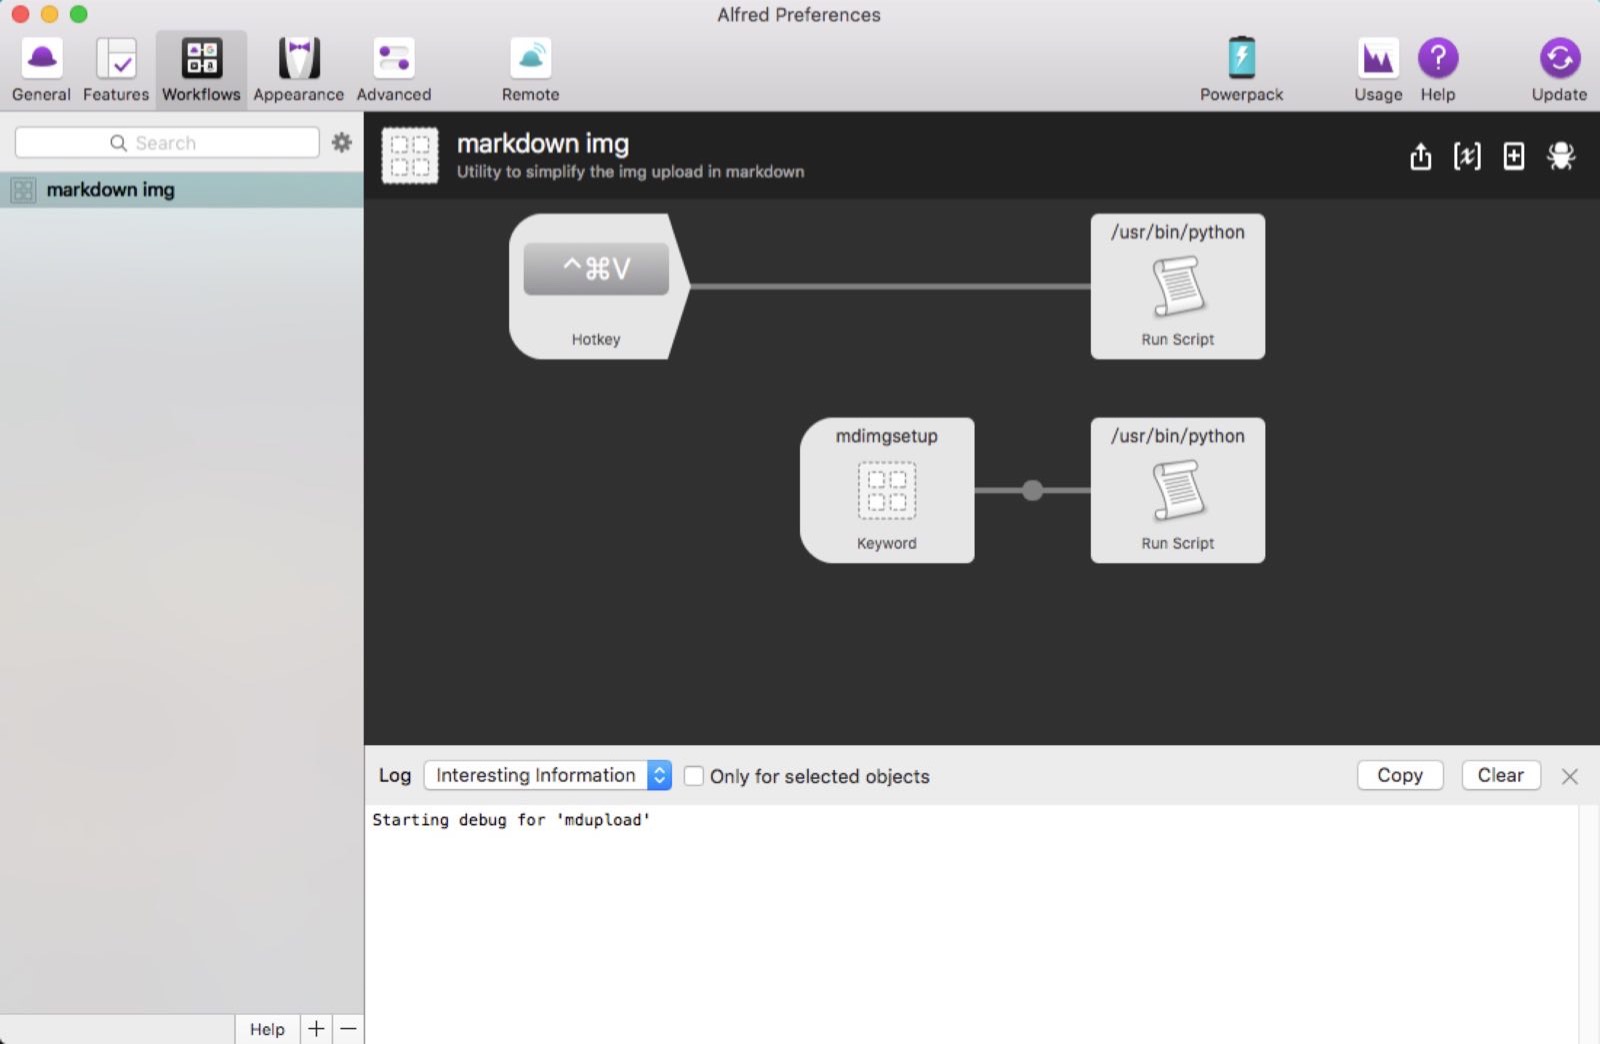 Alfred Preferences
General Features Workflows Appearance Advanced Remote Powerpack Usage Help Update
Search
markdown img
markdown img
Utility to simplify the img upload in markdown
[x]
^⌘V
Hotkey
/usr/bin/python
Run Script
mdimgsetup
Keyword
/usr/bin/python
Run Script
Log Interesting Information Only for selected objects Copy Clear
Starting debug for 'mdupload'
Help + −